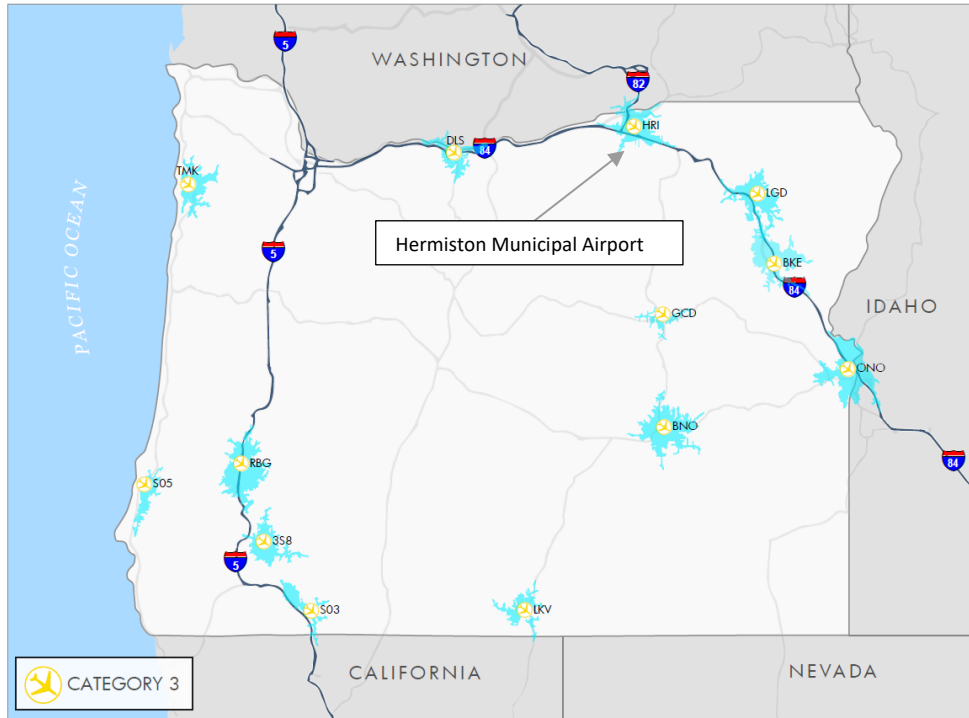 5
WASHINGTON
82
HRI
DLS
84
TMK
LGD
Hermiston Municipal Airport
5
PACIFIC OCEAN
BKE
84
IDAHO
GCD
ONO
BNO
RBG
84
S05
3S8
5
S03
LKV
CALIFORNIA
NEVADA
CATEGORY 3